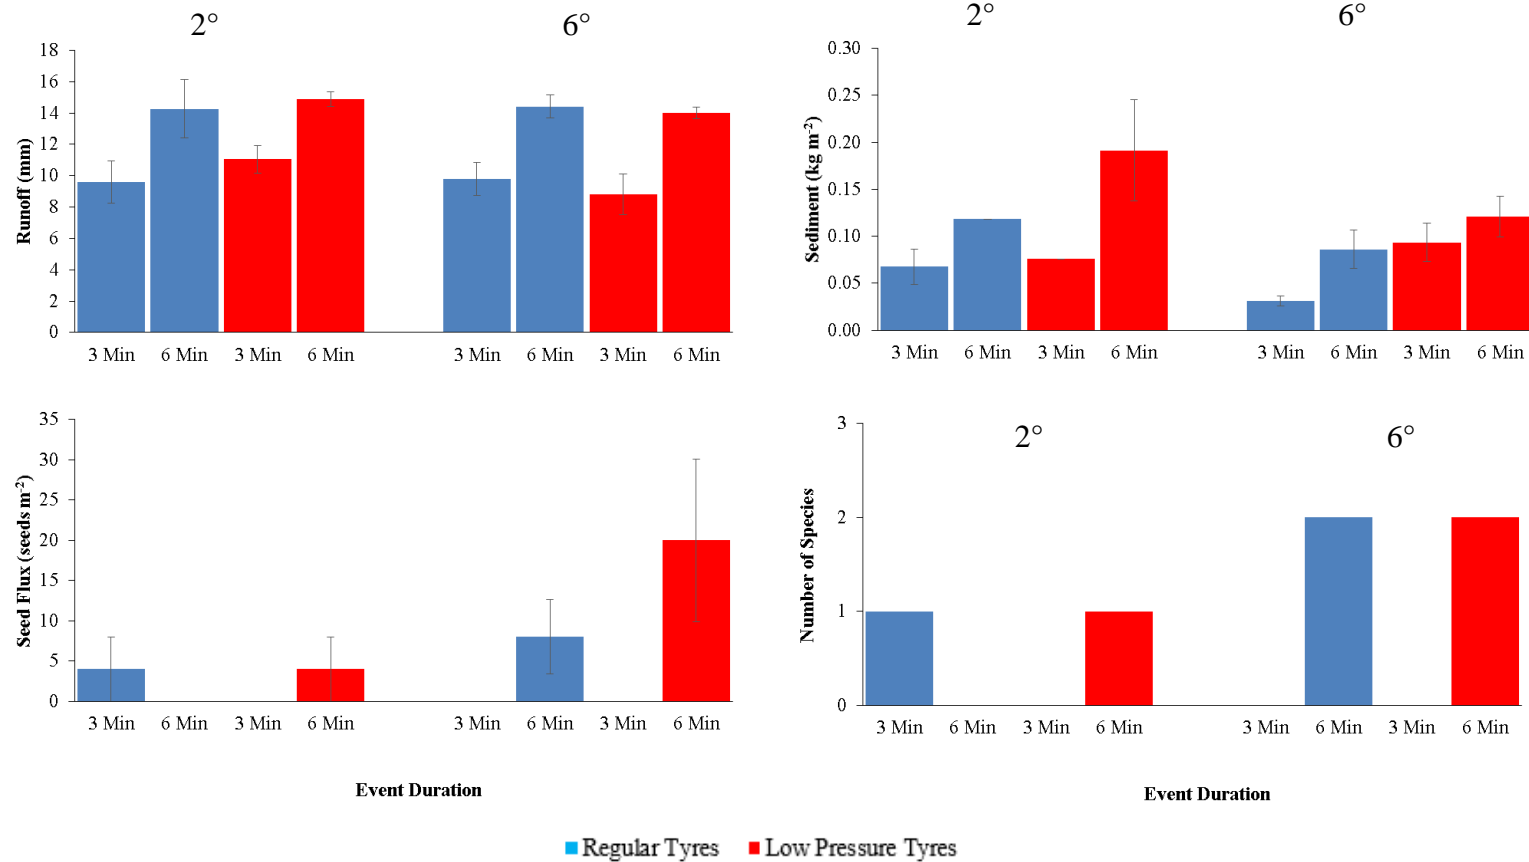 2° 6°
Runoff (mm)
18
16
14
12
10
8
6
4
2
0
3 Min 6 Min 3 Min 6 Min 3 Min 6 Min 3 Min 6 Min
2° 6°
Sediment (kg m-2)
0.30
0.25
0.20
0.15
0.10
0.05
0.00
3 Min 6 Min 3 Min 6 Min 3 Min 6 Min 3 Min 6 Min
Seed Flux (seeds m-2)
35
30
25
20
15
10
5
0
3 Min 6 Min 3 Min 6 Min 3 Min 6 Min 3 Min 6 Min
Event Duration
2° 6°
Number of Species
3
2
1
0
3 Min 6 Min 3 Min 6 Min 3 Min 6 Min 3 Min 6 Min
Event Duration
Regular Tyres Low Pressure Tyres